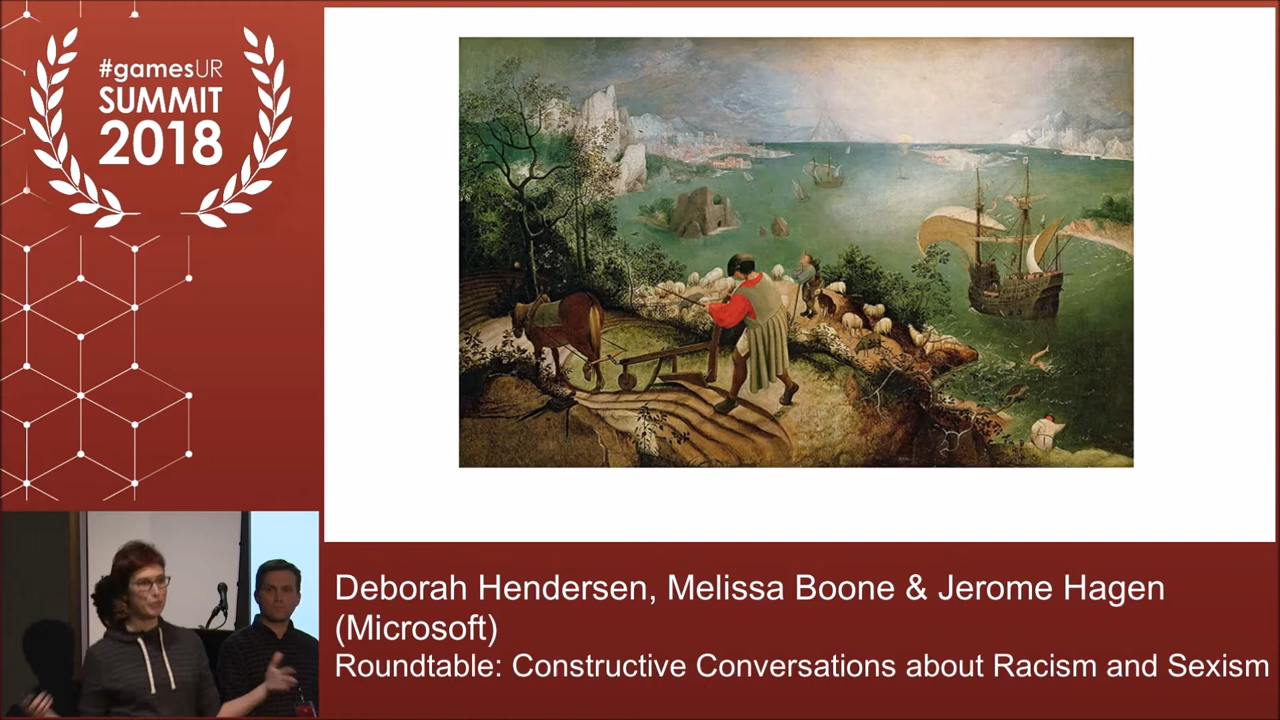 #gamesUR
SUMMIT
2018
Deborah Hendersen, Melissa Boone & Jerome Hagen
(Microsoft)
Roundtable: Constructive Conversations about Racism and Sexism